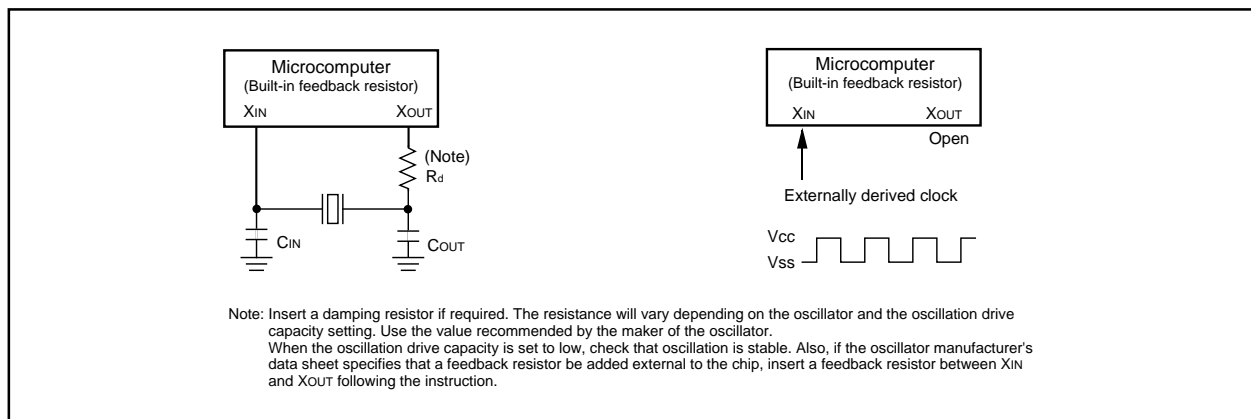 Microcomputer
(Built-in feedback resistor)
XIN XOUT
(Note)
Rd
CIN
COUT
Microcomputer
(Built-in feedback resistor)
XIN XOUT
Open
Externally derived clock
Vcc
Vss
Note: Insert a damping resistor if required. The resistance will vary depending on the oscillator and the oscillation drive
capacity setting. Use the value recommended by the maker of the oscillator.
When the oscillation drive capacity is set to low, check that oscillation is stable. Also, if the oscillator manufacturer's
data sheet specifies that a feedback resistor be added external to the chip, insert a feedback resistor between XIN
and XOUT following the instruction.